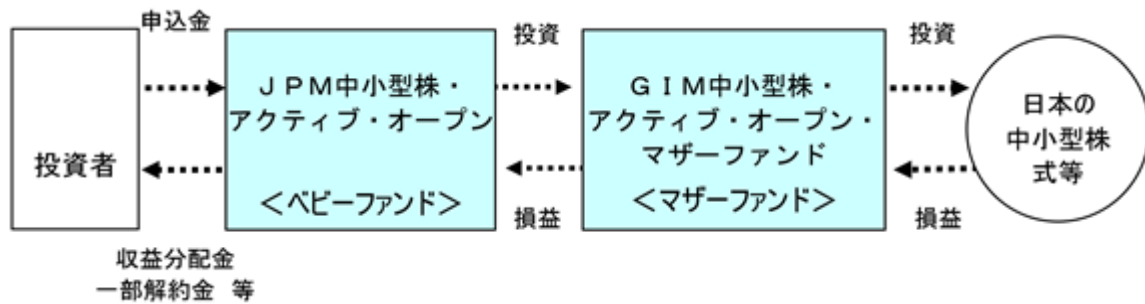 申込金
投資者
収益分配金
一部解約金 等
ＪＰＭ中小型株・
アクティブ・オープン
＜ベビーファンド＞
投資
損益
ＧＩＭ中小型株・
アクティブ・オープン・
マザーファンド
＜マザーファンド＞
投資
損益
日本の
中小型株
式等